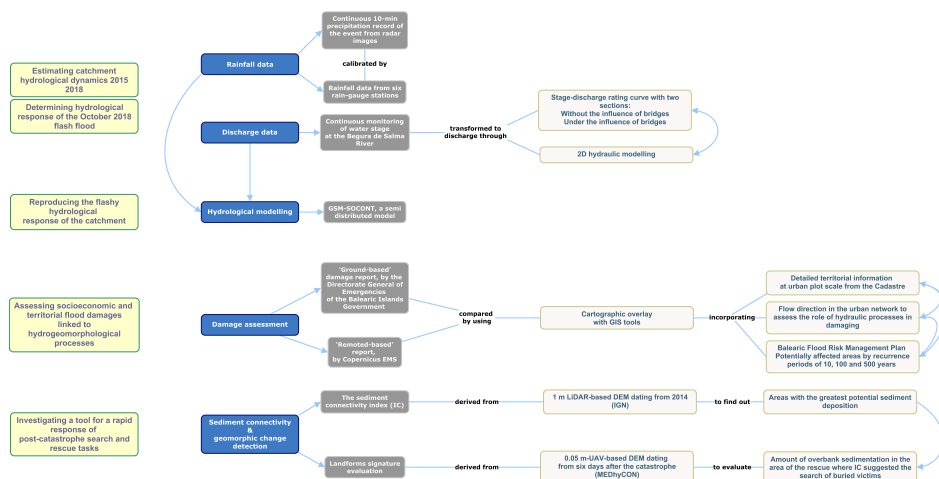 Estimating catchment
hydrological dynamics 2015
2018
Determining hydrological
response of the October 2018
flash flood
Reproducing the flashy
hydrological
response of the catchment
Assessing socioeconomic and
territorial flood damages
linked to
hydrogeomorphological
processes
Investigating a tool for a rapid
response of
post-catastrophe search and
rescue tasks
Rainfall data
Discharge data
Hydrological modelling
Damage assessment
Sediment connectivity
&
geomorphic change
detection
Continuous 10-min
precipitation record of
the event from radar
images
calibrated by
Rainfall data from six
rain-gauge stations
Continuous monitoring
of water stage
at the Begura de Salma
River
GSM-SOCONT, a semi
distributed model
'Ground-based'
damage report, by the
Directorate General of
Emergencies
of the Balearic Islands
Government
'Remoted-based'
report,
by Copernicus EMS
The sediment
connectivity index (IC)
Landforms signature
evaluation
transformed to
discharge through
compared
by using
derived from
derived from
Stage-discharge rating curve with two
sections:
Without the influence of bridges
Under the influence of bridges
2D hydraulic modelling
Cartographic overlay
with GIS tools
1 m LiDAR-based DEM dating from 2014
(IGN)
0.05 m-UAV-based DEM dating
from six days after the catastrophe
(MEDhyCON)
incorporating
to find out
to evaluate
Detailed territorial information
at urban plot scale from the Cadastre
Flow direction in the urban network to
assess the role of hydraulic processes in
damaging
Balearic Flood Risk Management Plan
Potentially affected areas by recurrence
periods of 10, 100 and 500 years
Areas with the greatest potential sediment
deposition
Amount of overbank sedimentation in the
area of the rescue where IC suggested the
search of buried victims